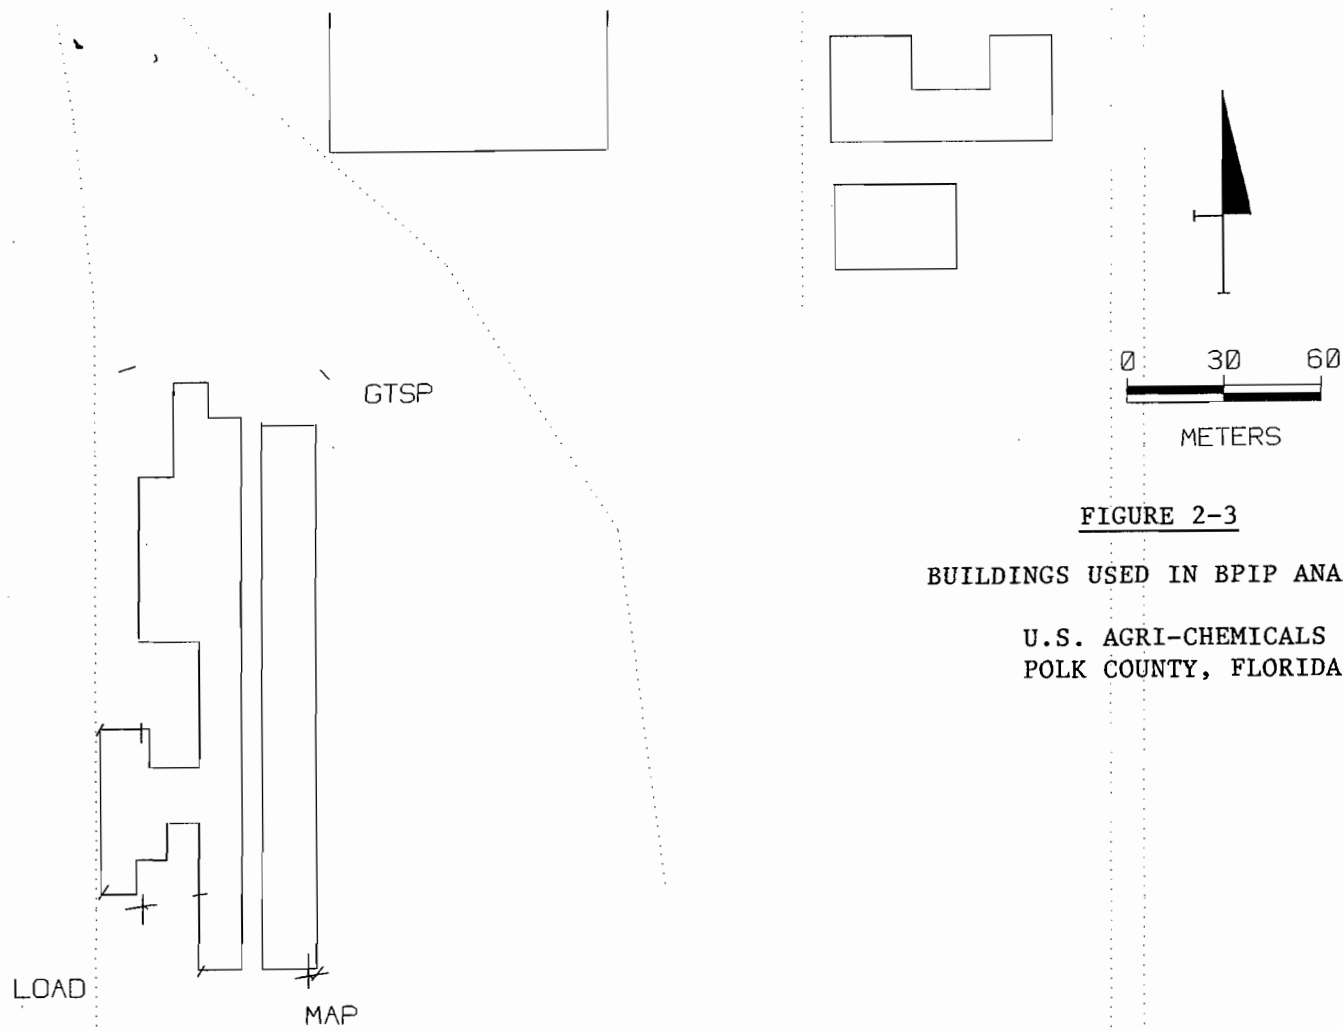 0 30 60
METERS
GTSP
FIGURE 2-3
BUILDINGS USED IN BPIP ANA
U.S. AGRI-CHEMICALS
POLK COUNTY, FLORIDA
LOAD
MAP